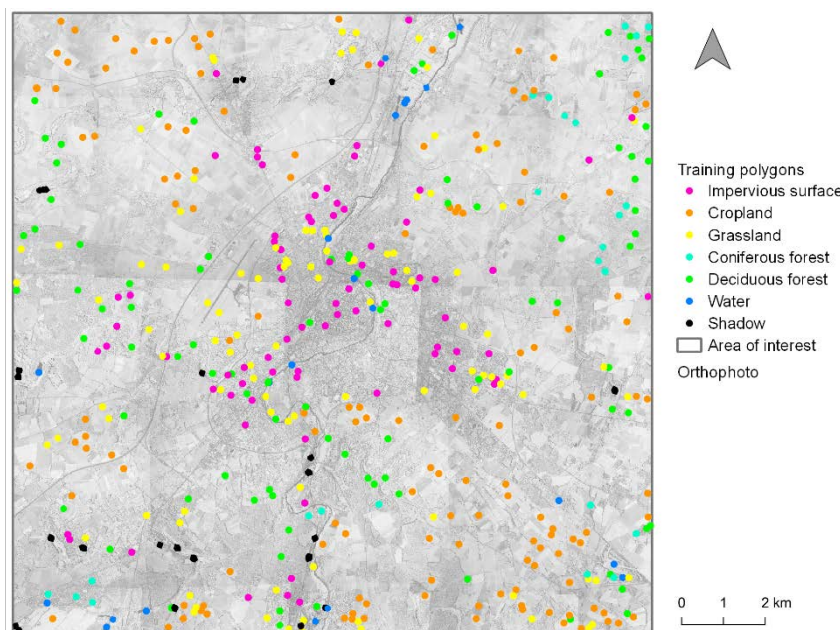 Training polygons
Impervious surface
Cropland
Grassland
Coniferous forest
Deciduous forest
Water
Shadow
Area of interest
Orthophoto
0 1 2 km